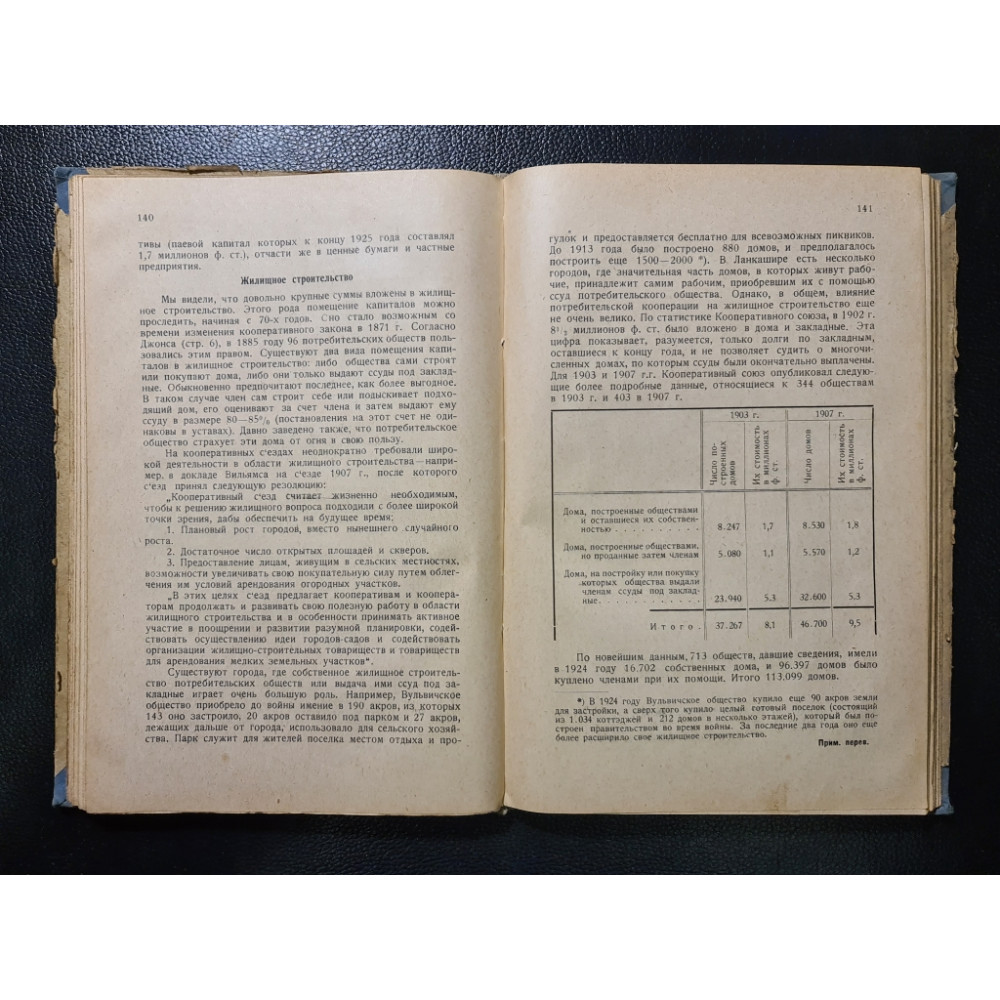 140
тивы (паевой капитал которых к концу 1925 года составлял
1,7 миллионов ф. ст.), отчасти же в ценные бумаги и частные
предприятия.
Жилищное строительство
Мы видели, что довольно крупные суммы вложены в жилищ-
ное строительство. Этого рода помещение капиталов можно
проследить, начиная с 70-х годов. Оно стало возможным со
времени изменения кооперативного закона в 1871 г. Согласно
Джонса (стр. 6), в 1885 году 96 потребительских обществ поль-
зовались этим правом. Существуют два вида помещения капи-
талов в жилищное строительство: либо общества сами строят
или покупают дома, либо они только выдают ссуды под заклад-
ные. Обыкновенно предпочитают последнее, как более выгодное.
В таком случае член сам строит себе или подыскивает подхо-
дящий дом, его оценивают за счет члена и затем выдают ему
ссуду в размере 80—85% (постановления на этот счет не оди-
наковы в уставах). Давно заведено также, что потребительское
общество страхует эти дома от огня в свою пользу.
На кооперативных с'ездах неоднократно требовали широ-
кой деятельности в области жилищного строительства—напри-
мер, в докладе Вильямса на с'езде 1907 г., после которого
с'езд принял следующую резолюцию:
„Кооперативный с'езд считает жизненно необходимым,
чтобы к решению жилищного вопроса подходили с более широкой
точки зрения, дабы обеспечить на будущее время:
1. Плановый рост городов, вместо нынешнего случайного
роста.
2. Достаточное число открытых площадей и скверов.
3. Предоставление лицам, живущим в сельских местностях,
возможности увеличивать свою покупательную силу путем облег-
чения им условий арендования огородных участков.
„В этих целях с'езд предлагает кооперативам и коопера-
торам продолжать и развивать свою полезную работу в области
жилищного строительства и в особенности принимать активное
участие в поощрении и развитии разумной планировки, содей-
ствовать осуществлению идеи городов-садов и содействовать
организации жилищно-строительных товариществ и товариществ
для арендования мелких земельных участков".
Существуют города, где собственное жилищное строитель-
ство потребительских обществ или выдача ими ссуд под за-
кладные играет очень большую роль. Например, Вульвичское
общество приобрело до войны имение в 190 акров, из которых
143 оно застроило, 20 акров оставило под парком и 27 акров,
лежащих дальше от города, использовало для сельского хозяй-
ства. Парк служит для жителей поселка местом отдыха и про-
141
гулок и предоставляется бесплатно для всевозможных пикников.
До 1913 года было построено 880 домов, и предполагалось
построить еще 1500—2000 *). В Ланкашире есть несколько
городов, где значительная часть домов, в которых живут рабо-
чие, принадлежит самим рабочим, приобревшим их с помощью
ссуд потребительского общества. Однако, в общем, влияние
потребительской кооперации на жилищное строительство еще
не очень велико. По статистике Кооперативного союза, в 1902 г.
8½ миллионов ф. ст. было вложено в дома и закладные. Эта
цифра показывает, разумеется, только долги по закладным,
оставшиеся к концу года, и не позволяет судить о многочи-
сленных домах, по которым ссуды были окончательно выплачены.
Для 1903 и 1907 г.г. Кооперативный союз опубликовал следую-
щие более подробные данные, относящиеся к 344 обществам
в 1903 г. и 403 в 1907 г.
1903 г. 1907 г.
Число по-
строенных
домов
Их стоимость
в миллионах
ф. ст.
Число домов
Их стоимость
в миллионах
ф. ст.
Дома, построенные обществами
и оставшиеся их собствен-
ностью . . . . . . . . . . 8.247 1,7 8.530 1,8
Дома, построенные обществами,
но проданные затем членам 5.080 1,1 5.570 1,2
Дома, на постройку или покупку
которых общества выдали
членам ссуды под заклад-
ные. . . . . . . . . . . . 23.940 5.3 32.600 5.3
Итого. 37.267 8,1 46.700 9,5
По новейшим данным, 713 обществ, давшие сведения, имели
в 1924 году 16.702 собственных дома, и 96.397 домов было
куплено членами при их помощи. Итого 113.099 домов.
*) В 1924 году Вульвичское общество купило еще 90 акров земли
для застройки, а сверх того купило целый готовый поселок (состоящий
из 1.034 коттэджей и 212 домов в несколько этажей), который был по-
строен правительством во время войны. За последние два года оно еще
более расширило свое жилищное строительство.
Прим. перев.